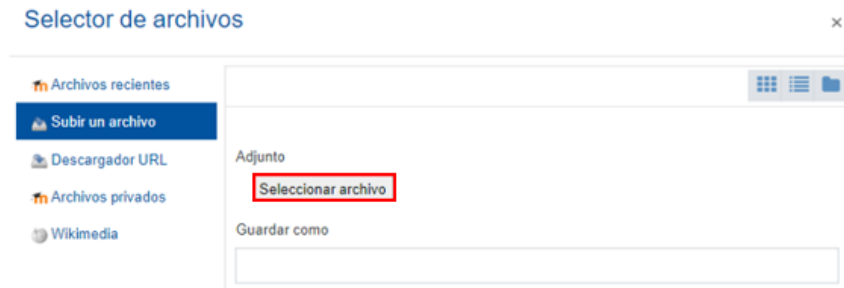 Selector de archivos
×
Archivos recientes
Subir un archivo
Descargador URL
Archivos privados
Wikimedia
Adjunto
Seleccionar archivo
Guardar como